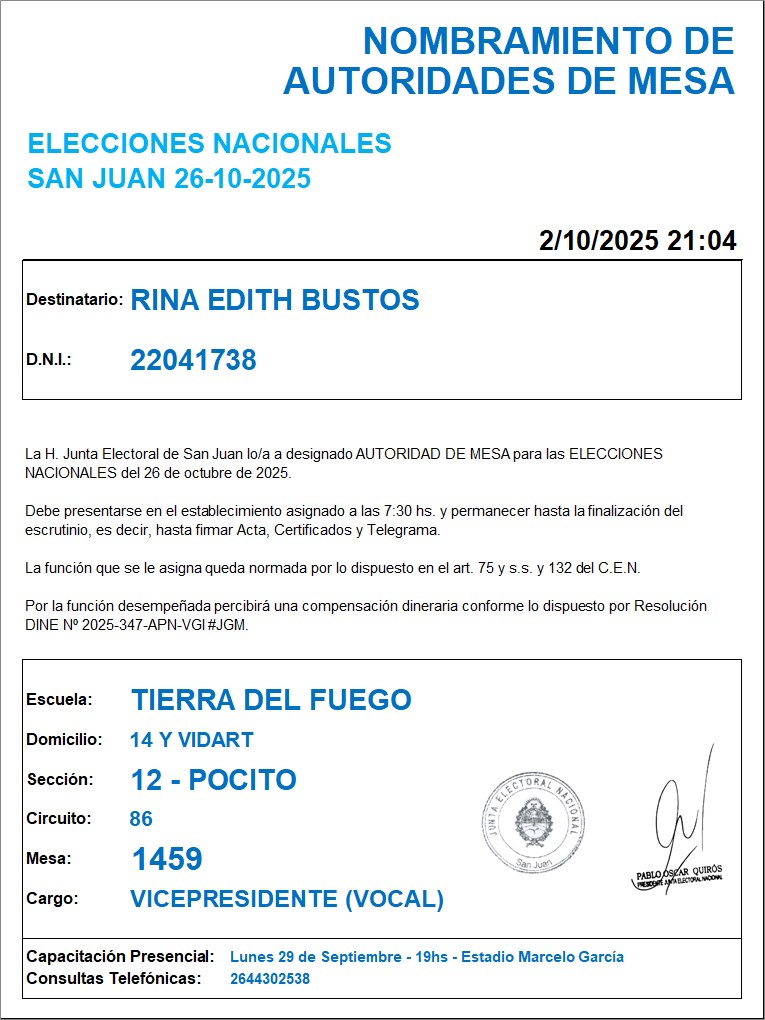 NOMBRAMIENTO DE
AUTORIDADES DE MESA
ELECCIONES NACIONALES
SAN JUAN 26-10-2025
2/10/2025 21:04
Destinatario: RINA EDITH BUSTOS
D.N.I.: 22041738
La H. Junta Electoral de San Juan lo/a a designado AUTORIDAD DE MESA para las ELECCIONES
NACIONALES del 26 de octubre de 2025.
Debe presentarse en el establecimiento asignado a las 7:30 hs. y permanecer hasta la finalización del
escrutinio, es decir, hasta firmar Acta, Certificados y Telegrama.
La función que se le asigna queda normada por lo dispuesto en el art. 75 y s.s. y 132 del C.E.N.
Por la función desempeñada percibirá una compensación dineraria conforme lo dispuesto por Resolución
DINE Nº 2025-347-APN-VGI#JGM.
Escuela: TIERRA DEL FUEGO
Domicilio: 14 Y VIDART
Sección: 12 - POCITO
Circuito: 86
Mesa: 1459
Cargo: VICEPRESIDENTE (VOCAL)
JUNTA ELECTORAL NACIONAL
San Juan
PABLO OSCAR QUIRÓS
PRESIDENTE JUNTA ELECTORAL NACIONAL
Capacitación Presencial: Lunes 29 de Septiembre - 19hs - Estadio Marcelo García
Consultas Telefónicas: 2644302538